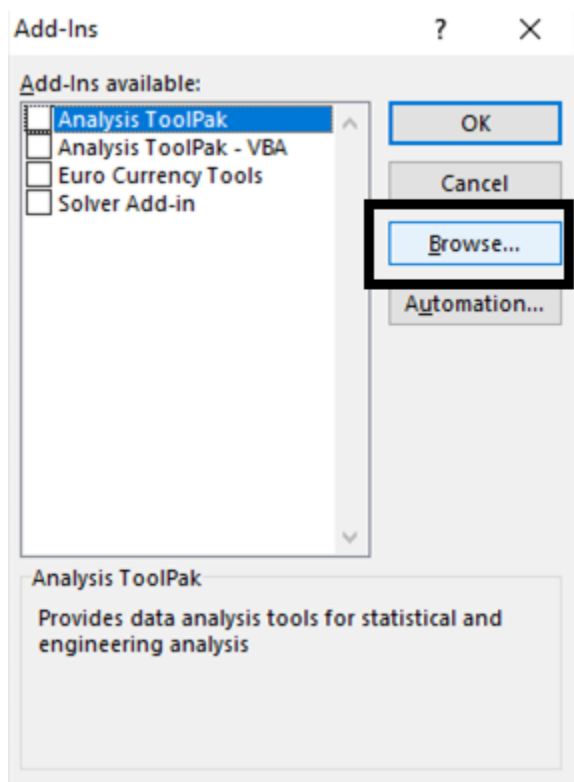 Add-Ins ? ×
Add-Ins available:
Analysis ToolPak
Analysis ToolPak - VBA
Euro Currency Tools
Solver Add-in
OK
Cancel
Browse...
Automation...
Analysis ToolPak
Provides data analysis tools for statistical and
engineering analysis